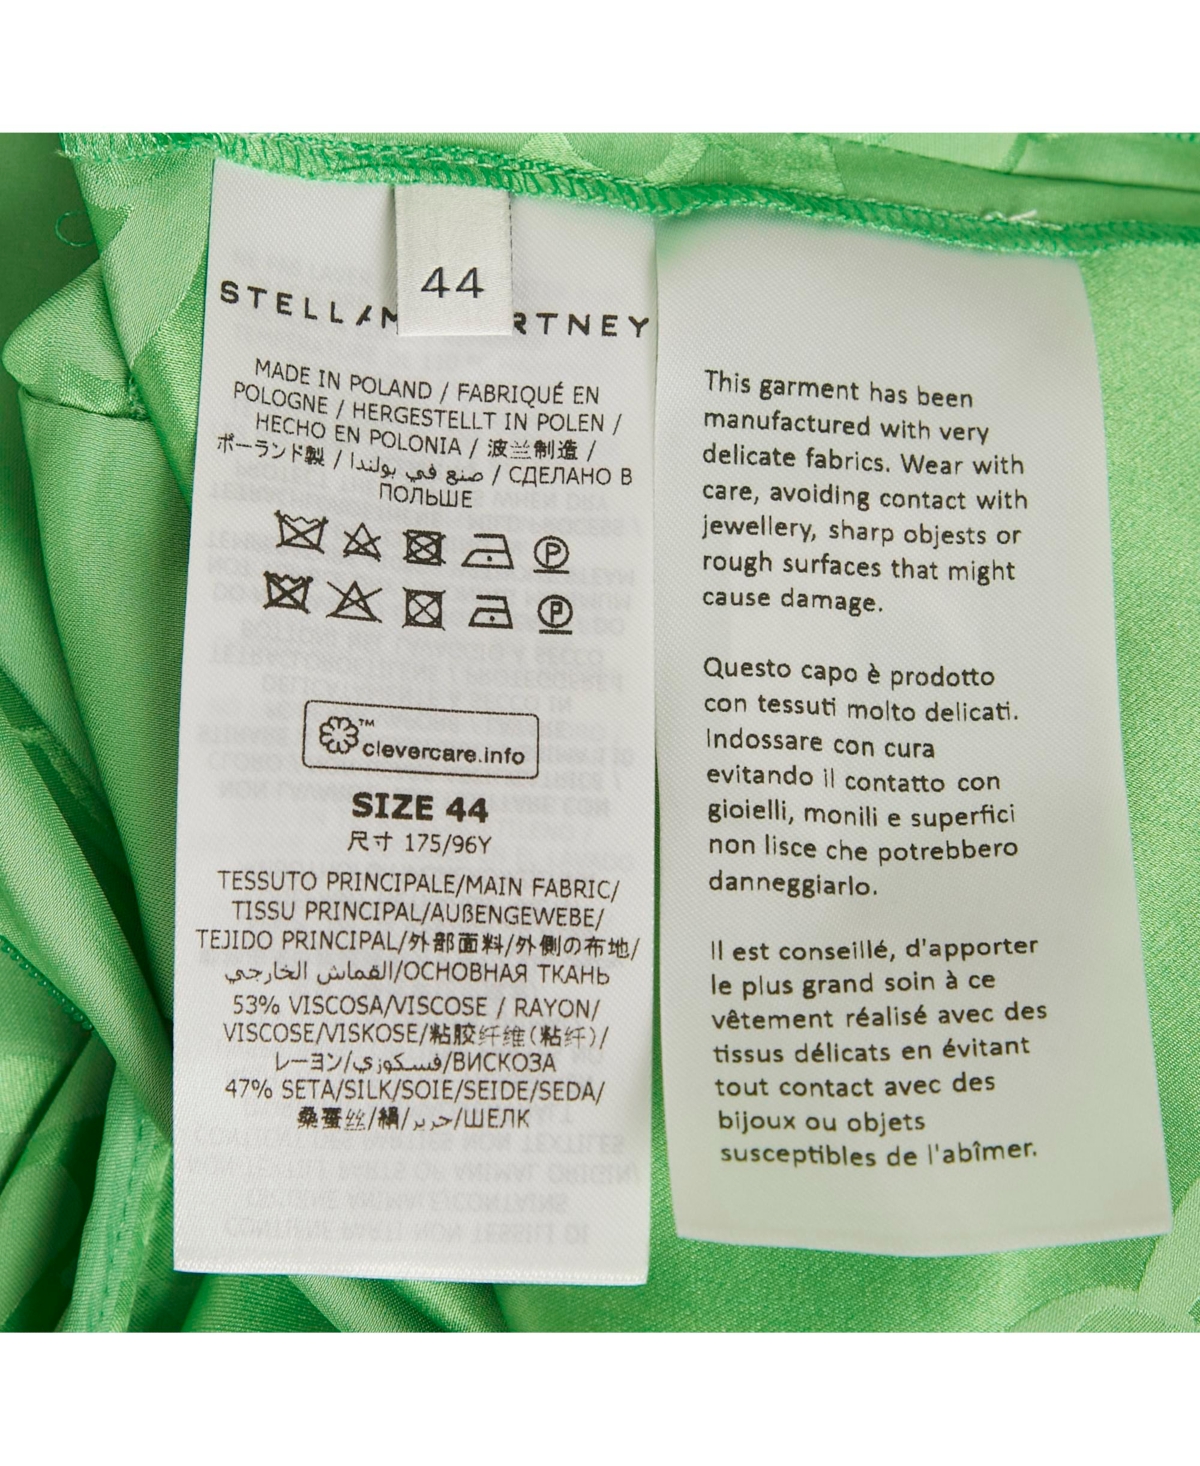 44
STELLA M RTNEY
MADE IN POLAND / FABRIQUÉ EN
POLOGNE / HERGESTELLT IN POLEN /
HECHO EN POLONIA / 波兰制造 /
ポーランド製 / صنع في بولندا / СДЕЛАНО В
ПОЛЬШЕ
P
P
™
clevercare.info
SIZE 44
尺寸 175/96Y
TESSUTO PRINCIPALE/MAIN FABRIC/
TISSU PRINCIPAL/AUßENGEWEBE/
TEJIDO PRINCIPAL/外部面料/外側の布地/
القماش الخارجي/ОСНОВНАЯ ТКАНЬ
53% VISCOSA/VISCOSE / RAYON/
VISCOSE/VISKOSE/粘胶纤维(粘纤)/
レーヨン/فسكوزي/ВИСКОЗА
47% SETA/SILK/SOIE/SEIDE/SEDA/
桑蚕丝/絹/حرير/ШЕЛК
This garment has been
manufactured with very
delicate fabrics. Wear with
care, avoiding contact with
jewellery, sharp objests or
rough surfaces that might
cause damage.
Questo capo è prodotto
con tessuti molto delicati.
Indossare con cura
evitando il contatto con
gioielli, monili e superfici
non lisce che potrebbero
danneggiarlo.
Il est conseillé, d'apporter
le plus grand soin à ce
vêtement réalisé avec des
tissus délicats en évitant
tout contact avec des
bijoux ou objets
susceptibles de l'abîmer.